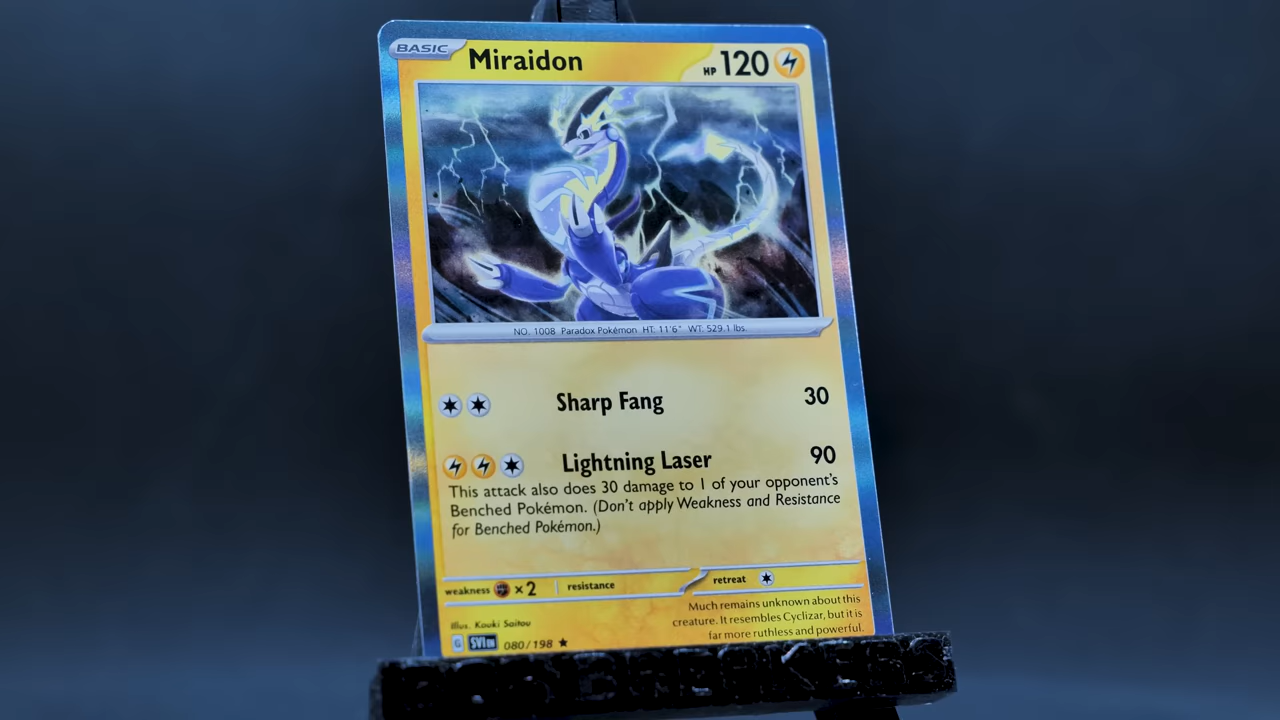 BASIC Miraidon HP 120
NO. 1008 Paradox Pokémon HT: 11'6" WT: 529.1 lbs.
Sharp Fang 30
Lightning Laser 90
This attack also does 30 damage to 1 of your opponent's
Benched Pokémon. (Don't apply Weakness and Resistance
for Benched Pokémon.)
weakness ×2 resistance retreat
Illus. Kouki Saitou
G SVI EN 080/198
Much remains unknown about this
creature. It resembles Cyclizar, but it is
far more ruthless and powerful.